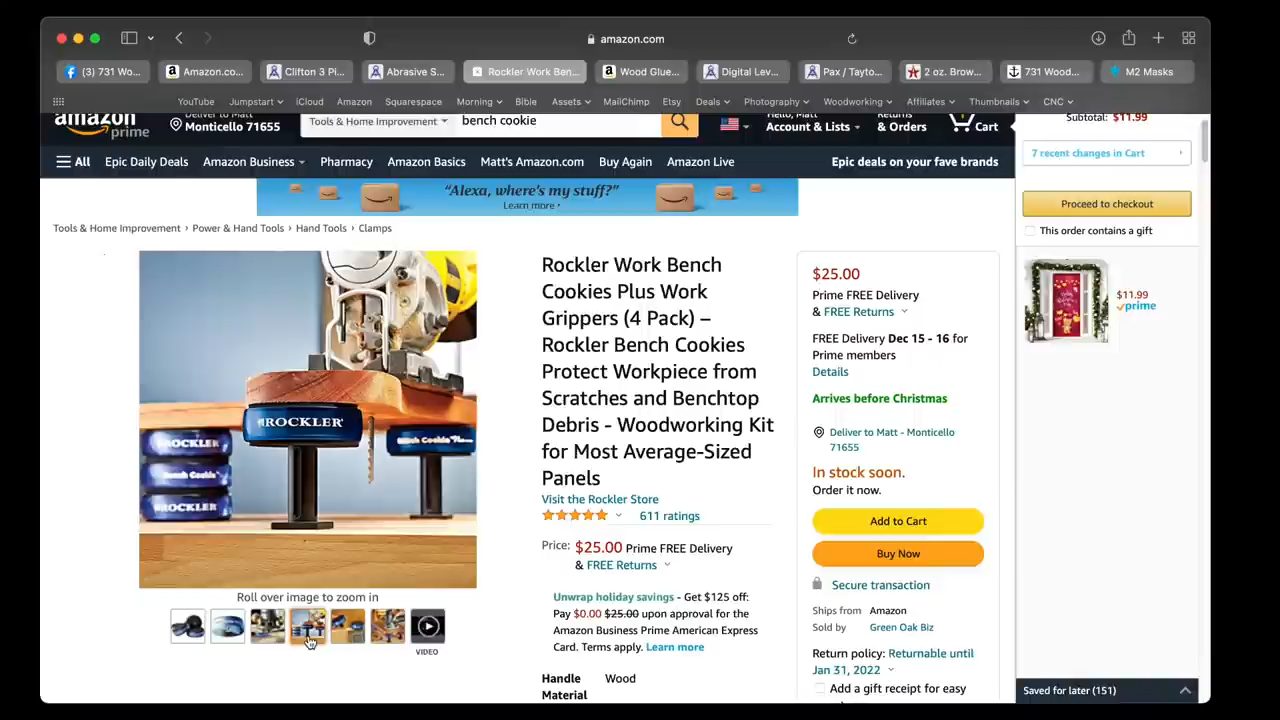 amazon.com
(3) 731 Wo...
Amazon.co...
Clifton 3 Pi...
Abrasive S...
Rockler Work Ben...
Wood Glue...
Digital Lev...
Pax / Tayto...
2 oz. Brow...
731 Wood...
M2 Masks
YouTube Jumpstart iCloud Amazon Squarespace Morning Bible Assets MailChimp Etsy Deals Photography Woodworking Affiliates Thumbnails CNC
amazon
prime
Deliver to Matt
Monticello 71655
Tools & Home Improvement
bench cookie
Hello, Matt
Account & Lists
Returns
& Orders
Cart
Subtotal: $11.99
All Epic Daily Deals Amazon Business Pharmacy Amazon Basics Matt's Amazon.com Buy Again Amazon Live Epic deals on your fave brands
7 recent changes in Cart
"Alexa, where's my stuff?"
Learn more
Proceed to checkout
This order contains a gift
$11.99
prime
Tools & Home Improvement › Power & Hand Tools › Hand Tools › Clamps
ROCKLER
ROCKLER
Bench Cookie
ROCKLER
Bench Cookie
Roll over image to zoom in
VIDEO
Rockler Work Bench
Cookies Plus Work
Grippers (4 Pack) –
Rockler Bench Cookies
Protect Workpiece from
Scratches and Benchtop
Debris - Woodworking Kit
for Most Average-Sized
Panels
Visit the Rockler Store
611 ratings
Price: $25.00 Prime FREE Delivery
& FREE Returns
Unwrap holiday savings - Get $125 off:
Pay $0.00 $25.00 upon approval for the
Amazon Business Prime American Express
Card. Terms apply. Learn more
Handle
Material
Wood
$25.00
Prime FREE Delivery
& FREE Returns
FREE Delivery Dec 15 - 16 for
Prime members
Details
Arrives before Christmas
Deliver to Matt - Monticello
71655
In stock soon.
Order it now.
Add to Cart
Buy Now
Secure transaction
Ships from Amazon
Sold by Green Oak Biz
Return policy: Returnable until
Jan 31, 2022
Add a gift receipt for easy
Saved for later (151)